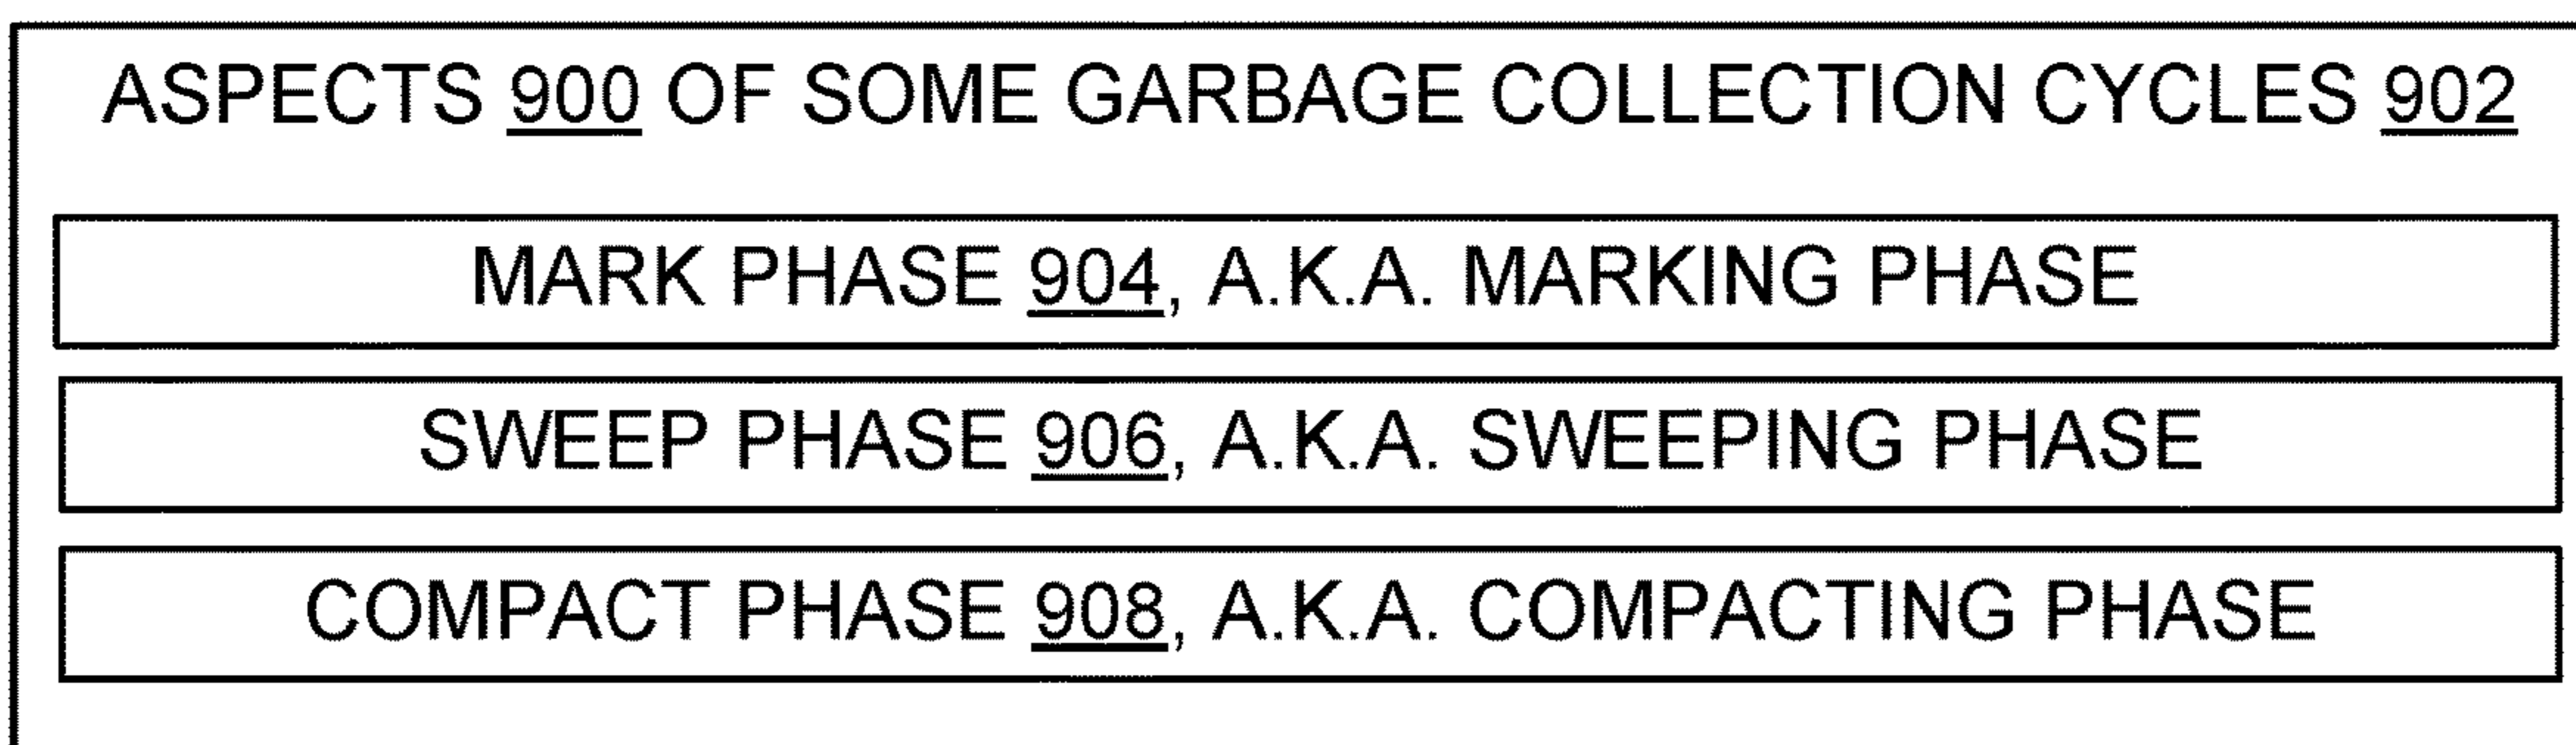 ASPECTS 900 OF SOME GARBAGE COLLECTION CYCLES 902
MARK PHASE 904, A.K.A. MARKING PHASE
SWEEP PHASE 906, A.K.A. SWEEPING PHASE
COMPACT PHASE 908, A.K.A. COMPACTING PHASE